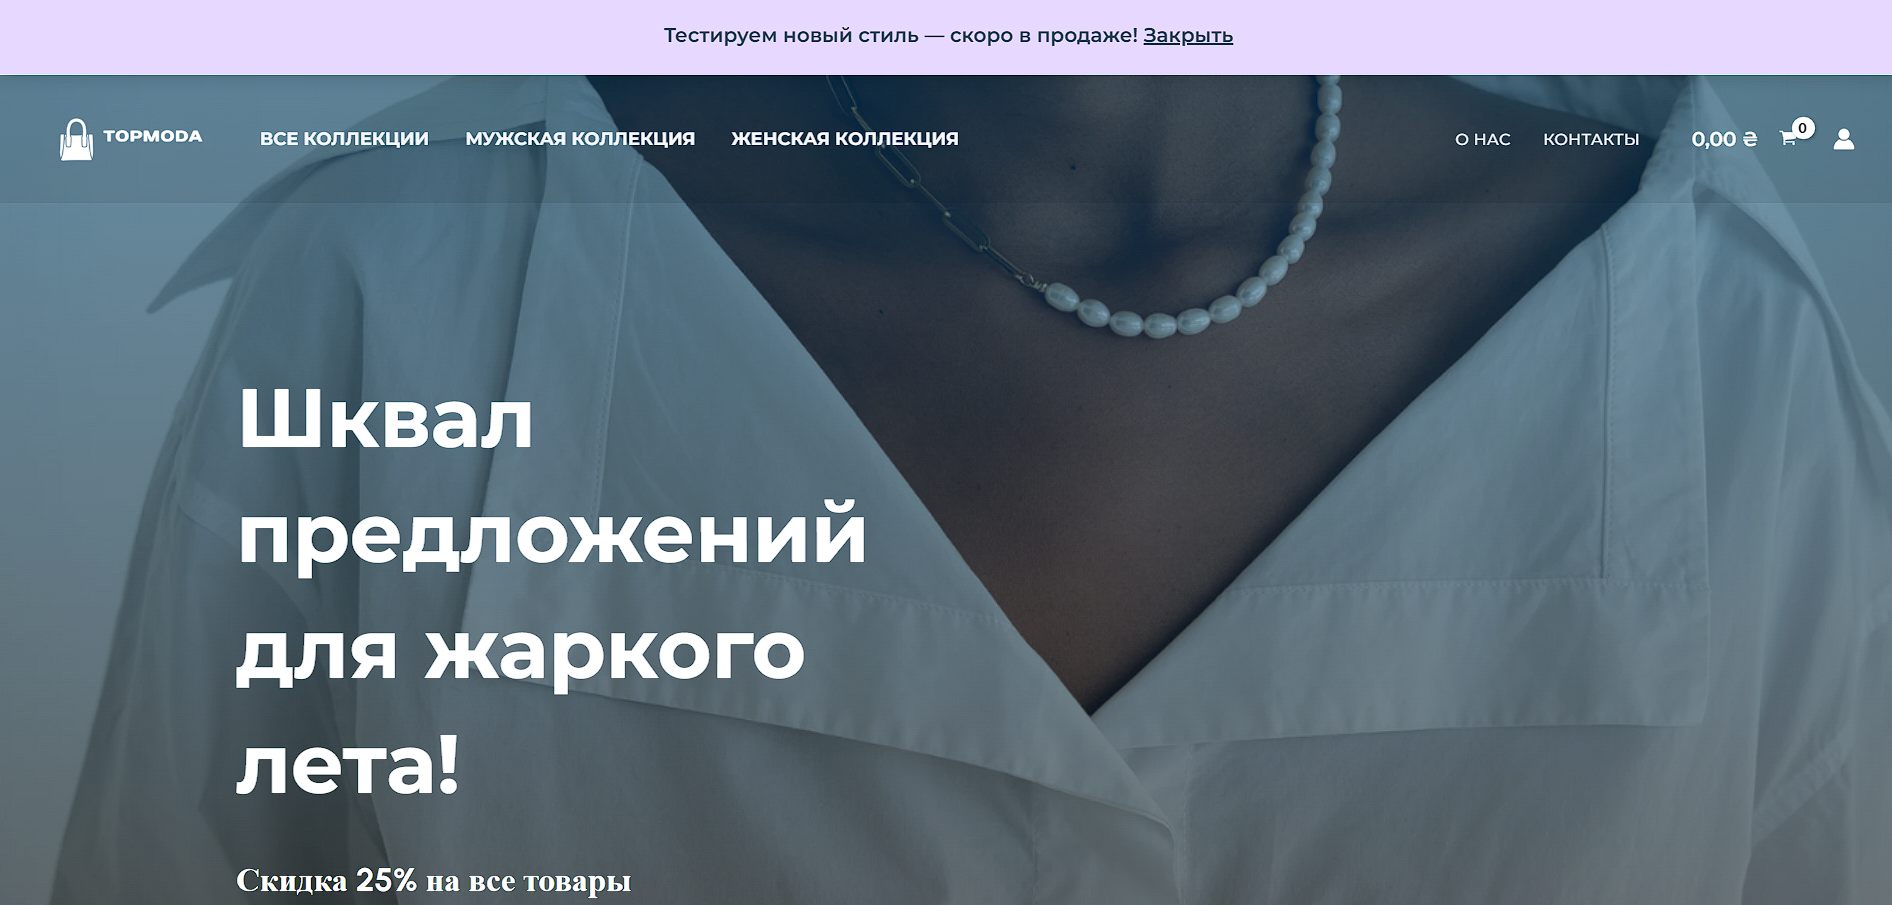 Тестируем новый стиль — скоро в продаже! Закрыть
TOPMODA ВСЕ КОЛЛЕКЦИИ МУЖСКАЯ КОЛЛЕКЦИЯ ЖЕНСКАЯ КОЛЛЕКЦИЯ О НАС КОНТАКТЫ 0,00 ₴ 0
Шквал
предложений
для жаркого
лета!
Скидка 25% на все товары